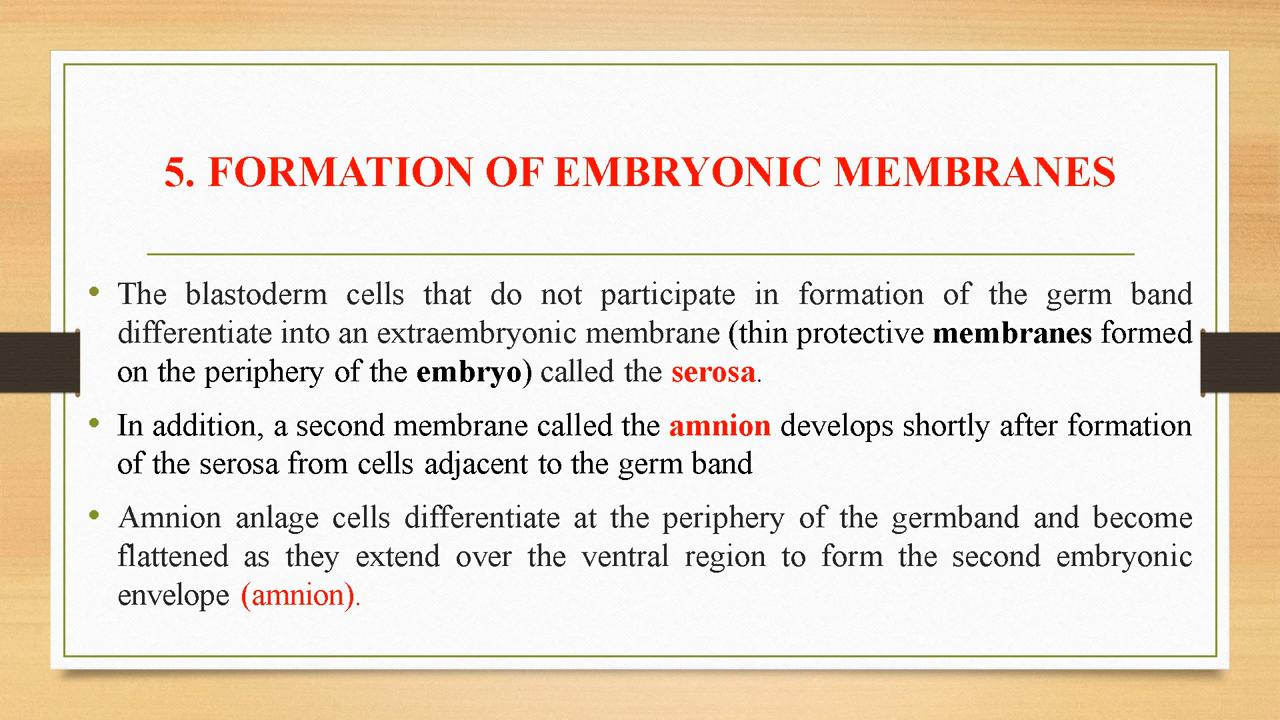 5. FORMATION OF EMBRYONIC MEMBRANES
• The blastoderm cells that do not participate in formation of the germ band
differentiate into an extraembryonic membrane (thin protective membranes formed
on the periphery of the embryo) called the serosa.
• In addition, a second membrane called the amnion develops shortly after formation
of the serosa from cells adjacent to the germ band
• Amnion anlage cells differentiate at the periphery of the germband and become
flattened as they extend over the ventral region to form the second embryonic
envelope (amnion).